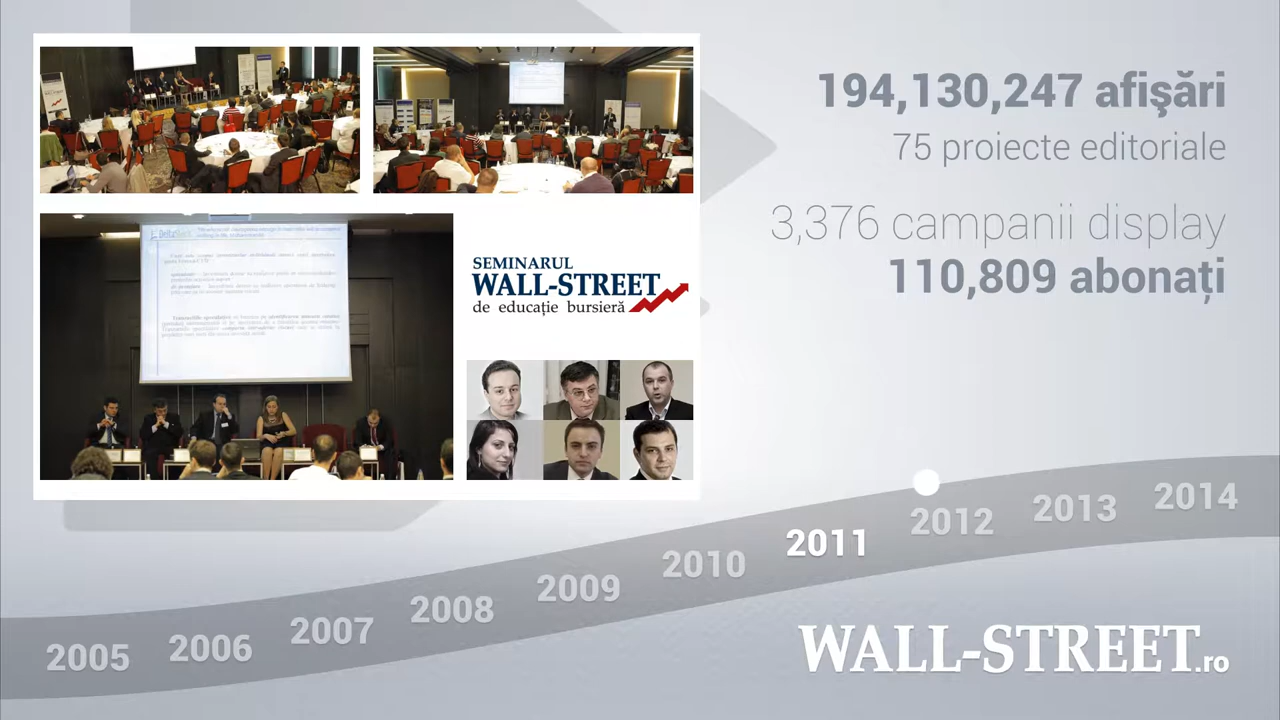 194,130,247 afişări
75 proiecte editoriale
3,376 campanii display
110,809 abonați
SEMINARUL
WALL-STREET
de educație bursieră
2005
2006
2007
2008
2009
2010
2011
2012
2013
2014
WALL-STREET.ro